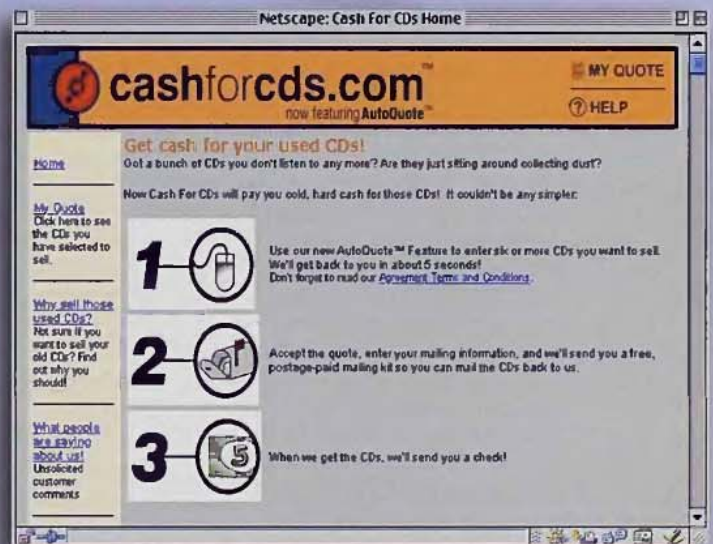 Netscape: Cash For CDs Home
cashforcds.com™
now featuring AutoQuote™
MY QUOTE
? HELP
Home
My Quote
Click here to see
the CDs you
have selected to
sell.
Why sell those
used CDs?
Not sure if you
want to sell your
old CDs? Find
out why you
should!
What people
are saying
about us!
Unsolicited
customer
comments
Get cash for your used CDs!
Got a bunch of CDs you don't listen to any more? Are they just sitting around collecting dust?
Now Cash For CDs will pay you cold, hard cash for those CDs! It couldn't be any simpler:
1
Use our new AutoQuote™ Feature to enter six or more CDs you want to sell.
We'll get back to you in about 5 seconds!
Don't forget to read our Agreement Terms and Conditions.
2
Accept the quote, enter your mailing information, and we'll send you a free,
postage-paid mailing kit so you can mail the CDs back to us.
3
5
When we get the CDs, we'll send you a check!